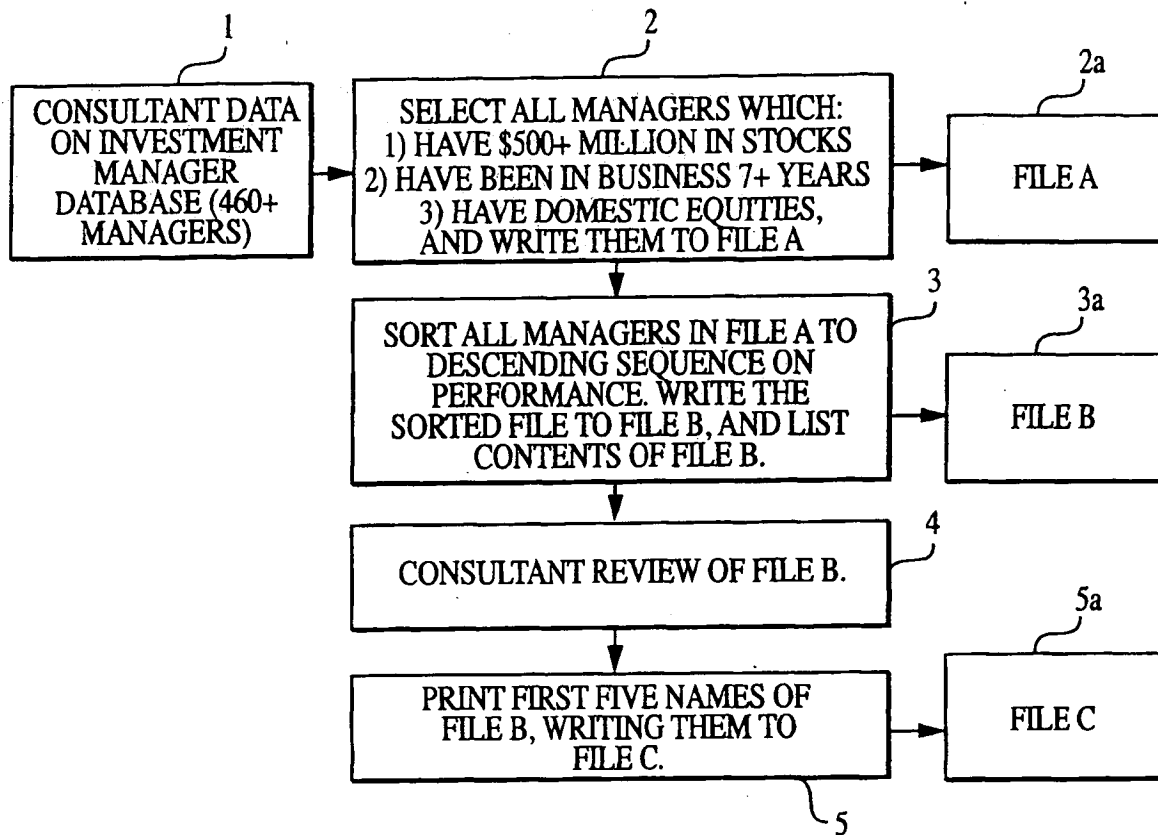 1
CONSULTANT DATA
ON INVESTMENT
MANAGER
DATABASE (460+
MANAGERS)
2
SELECT ALL MANAGERS WHICH:
1) HAVE $500+ MILLION IN STOCKS
2) HAVE BEEN IN BUSINESS 7+ YEARS
3) HAVE DOMESTIC EQUITIES,
AND WRITE THEM TO FILE A
2a
FILE A
3
SORT ALL MANAGERS IN FILE A TO
DESCENDING SEQUENCE ON
PERFORMANCE. WRITE THE
SORTED FILE TO FILE B, AND LIST
CONTENTS OF FILE B.
3a
FILE B
4
CONSULTANT REVIEW OF FILE B.
5a
PRINT FIRST FIVE NAMES OF
FILE B, WRITING THEM TO
FILE C.
FILE C
5